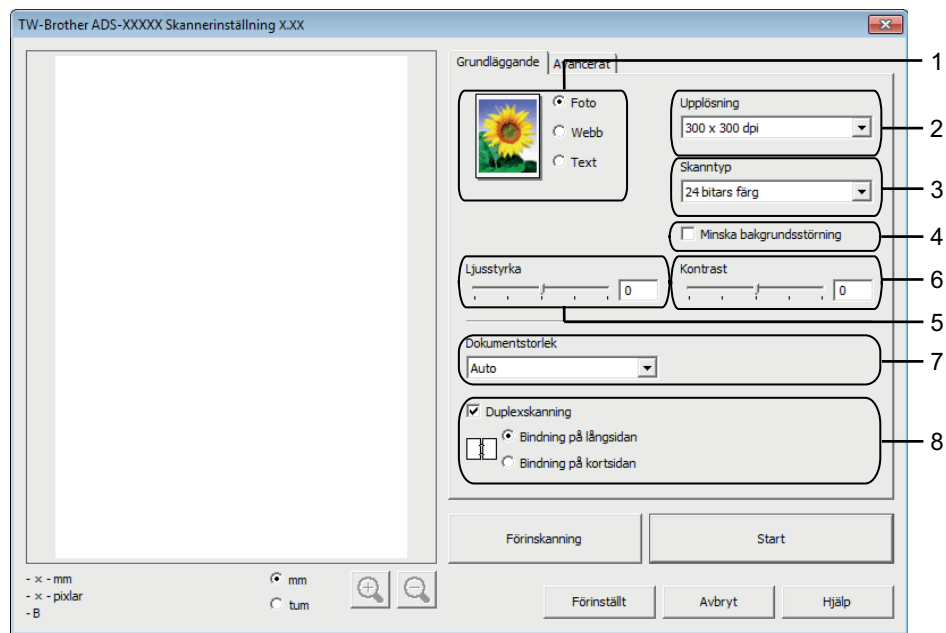 TW-Brother ADS-XXXXX Skannerinställning X.XX
Grundläggande
Avancerat
1
Foto
Webb
Text
Upplösning
300 x 300 dpi
2
Skanntyp
24 bitars färg
3
Minska bakgrundsstörning
4
Ljusstyrka
0
Kontrast
0
6
5
Dokumentstorlek
Auto
7
Duplexskanning
Bindning på långsidan
Bindning på kortsidan
8
Förinskanning
Start
- × - mm
- × - pixlar
- B
mm
tum
Förinställt
Avbryt
Hjälp